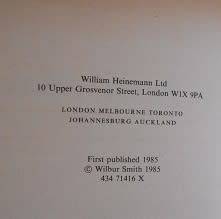 William Heinemann Ltd
10 Upper Grosvenor Street, London W1X 9PA
LONDON MELBOURNE TORONTO
JOHANNESBURG AUCKLAND
First published 1985
© Wilbur Smith 1985
434 71416 X